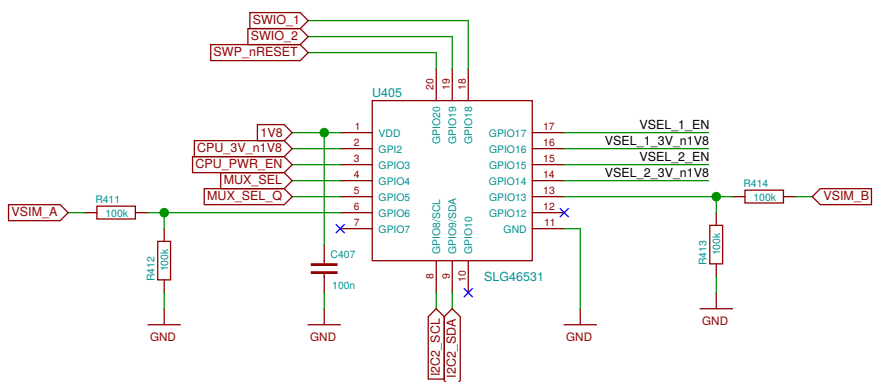 SWIO_1
SWIO_2
SWP_nRESET
U405
20
19
18
GPIO20
GPIO19
GPIO18
1V8
1
VDD
CPU_3V_n1V8
2
GPI2
CPU_PWR_EN
3
GPIO3
MUX_SEL
4
GPIO4
MUX_SEL_Q
5
GPIO5
VSIM_A
R411
100k
6
GPIO6
7
GPIO7
GPIO17
17
VSEL_1_EN
GPIO16
16
VSEL_1_3V_n1V8
GPIO15
15
VSEL_2_EN
GPIO14
14
VSEL_2_3V_n1V8
GPIO13
13
R414
100k
VSIM_B
GPIO12
12
GND
11
GPIO8/SCL
GPIO9/SDA
GPIO10
8
9
10
SLG46531
R412
100k
C407
100n
R413
100k
I2C2_SCL
I2C2_SDA
GND
GND
GND
GND